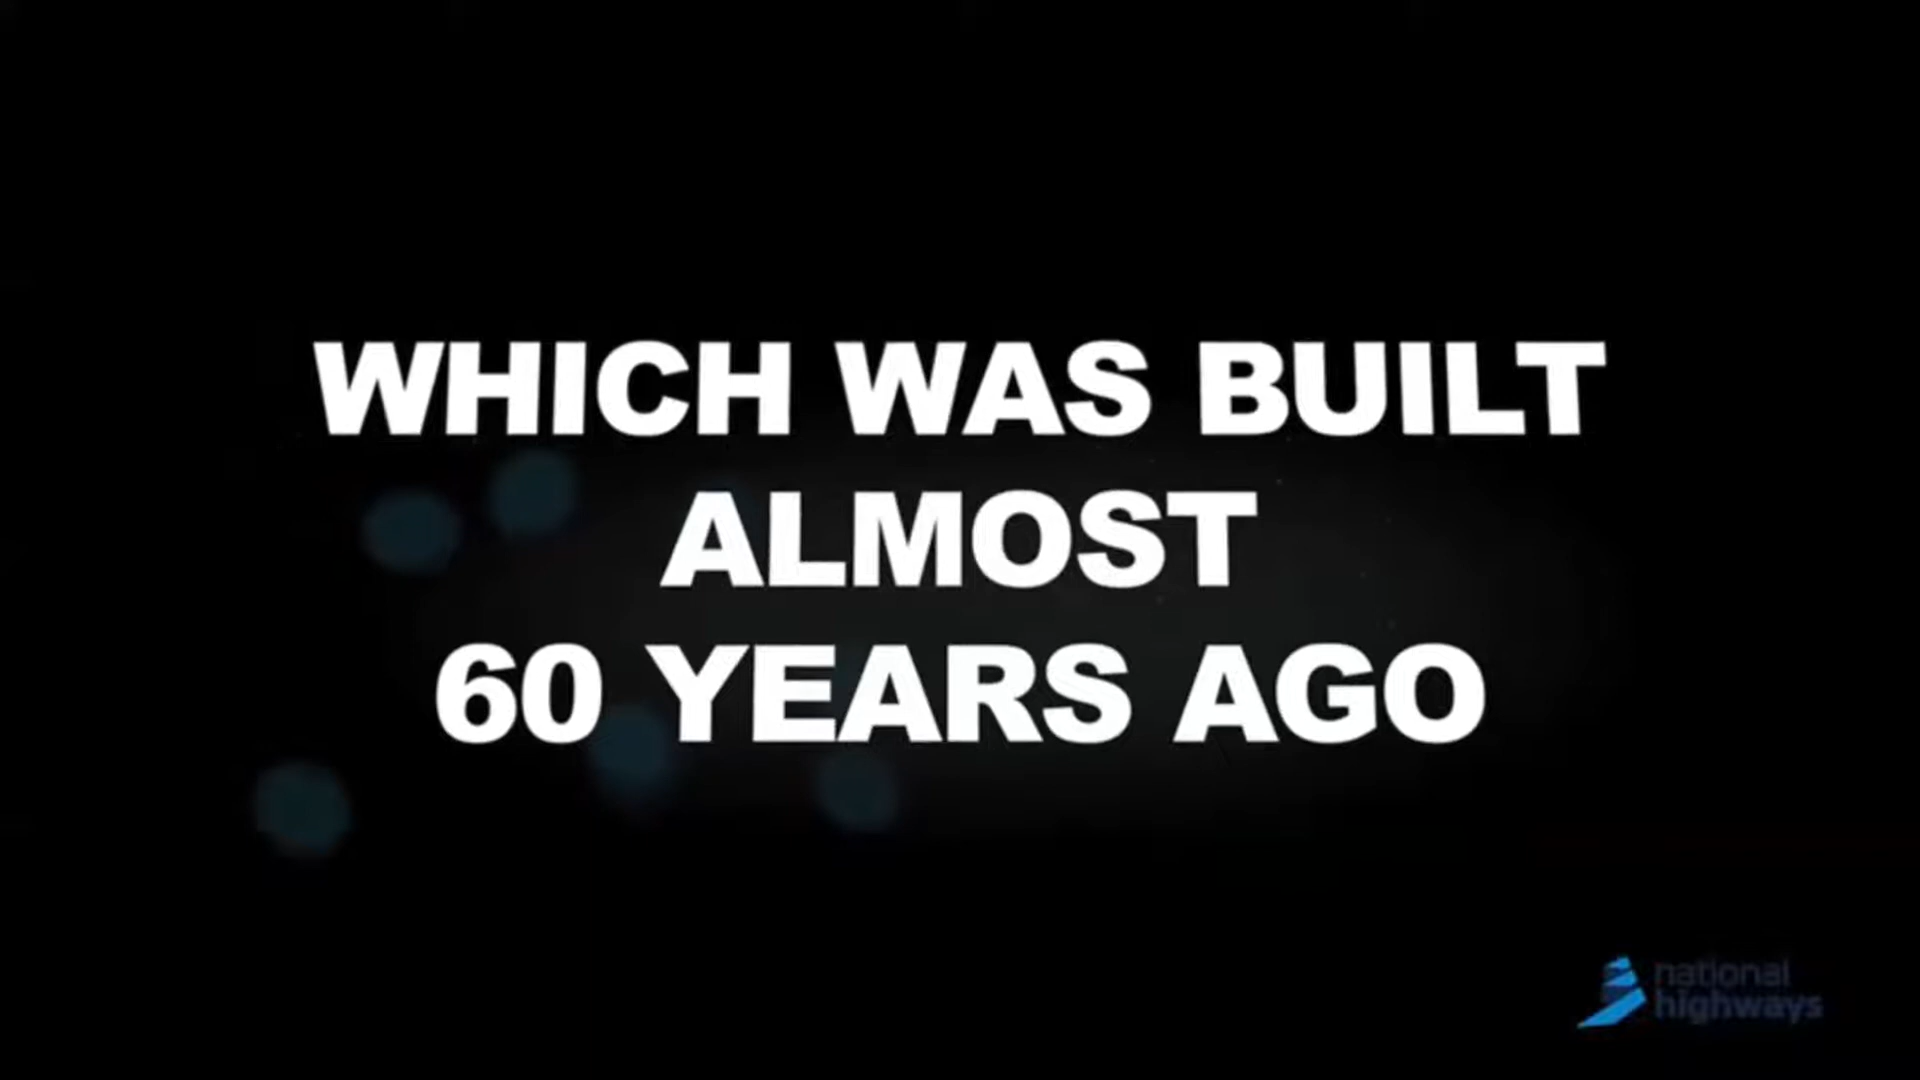 WHICH WAS BUILT
ALMOST
60 YEARS AGO
national
highways